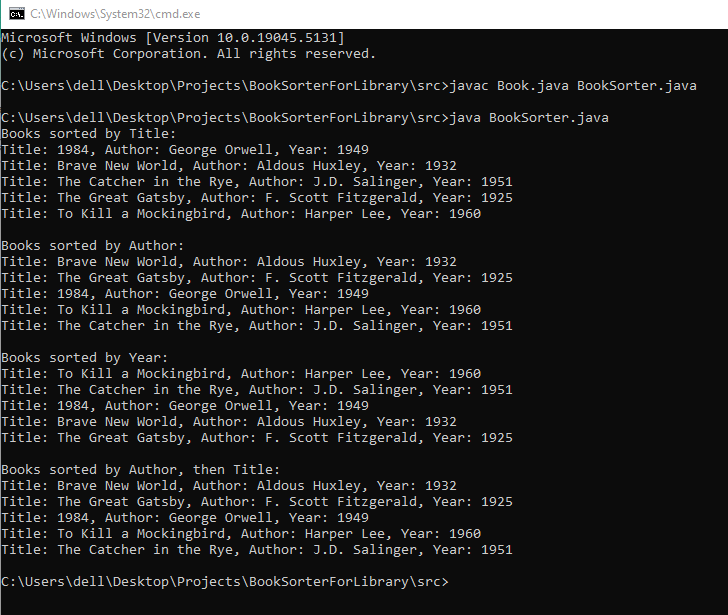 C:\Windows\System32\cmd.exe
Microsoft Windows [Version 10.0.19045.5131]
(c) Microsoft Corporation. All rights reserved.
C:\Users\dell\Desktop\Projects\BookSorterForLibrary\src>javac Book.java BookSorter.java
C:\Users\dell\Desktop\Projects\BookSorterForLibrary\src>java BookSorter.java
Books sorted by Title:
Title: 1984, Author: George Orwell, Year: 1949
Title: Brave New World, Author: Aldous Huxley, Year: 1932
Title: The Catcher in the Rye, Author: J.D. Salinger, Year: 1951
Title: The Great Gatsby, Author: F. Scott Fitzgerald, Year: 1925
Title: To Kill a Mockingbird, Author: Harper Lee, Year: 1960
Books sorted by Author:
Title: Brave New World, Author: Aldous Huxley, Year: 1932
Title: The Great Gatsby, Author: F. Scott Fitzgerald, Year: 1925
Title: 1984, Author: George Orwell, Year: 1949
Title: To Kill a Mockingbird, Author: Harper Lee, Year: 1960
Title: The Catcher in the Rye, Author: J.D. Salinger, Year: 1951
Books sorted by Year:
Title: To Kill a Mockingbird, Author: Harper Lee, Year: 1960
Title: The Catcher in the Rye, Author: J.D. Salinger, Year: 1951
Title: 1984, Author: George Orwell, Year: 1949
Title: Brave New World, Author: Aldous Huxley, Year: 1932
Title: The Great Gatsby, Author: F. Scott Fitzgerald, Year: 1925
Books sorted by Author, then Title:
Title: Brave New World, Author: Aldous Huxley, Year: 1932
Title: The Great Gatsby, Author: F. Scott Fitzgerald, Year: 1925
Title: 1984, Author: George Orwell, Year: 1949
Title: To Kill a Mockingbird, Author: Harper Lee, Year: 1960
Title: The Catcher in the Rye, Author: J.D. Salinger, Year: 1951
C:\Users\dell\Desktop\Projects\BookSorterForLibrary\src>